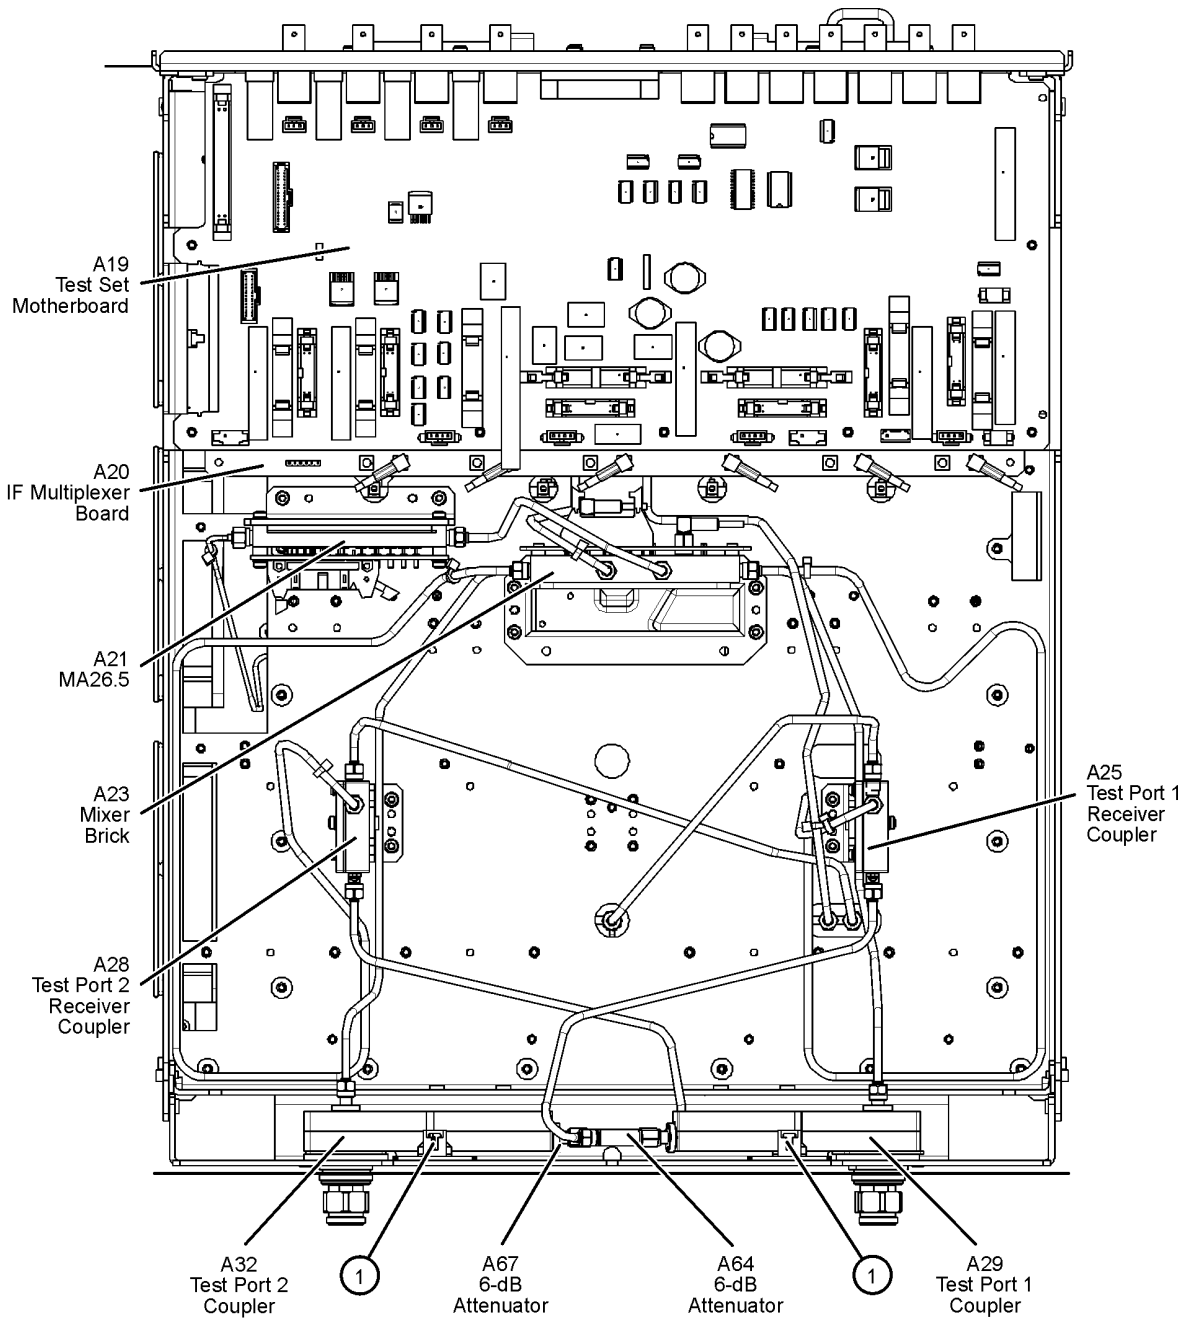 A19
Test Set
Motherboard
A20
IF Multiplexer
Board
A21
MA26.5
A23
Mixer
Brick
A25
Test Port 1
Receiver
Coupler
A28
Test Port 2
Receiver
Coupler
A32
Test Port 2
Coupler
1
A67
6-dB
Attenuator
A64
6-dB
Attenuator
1
A29
Test Port 1
Coupler